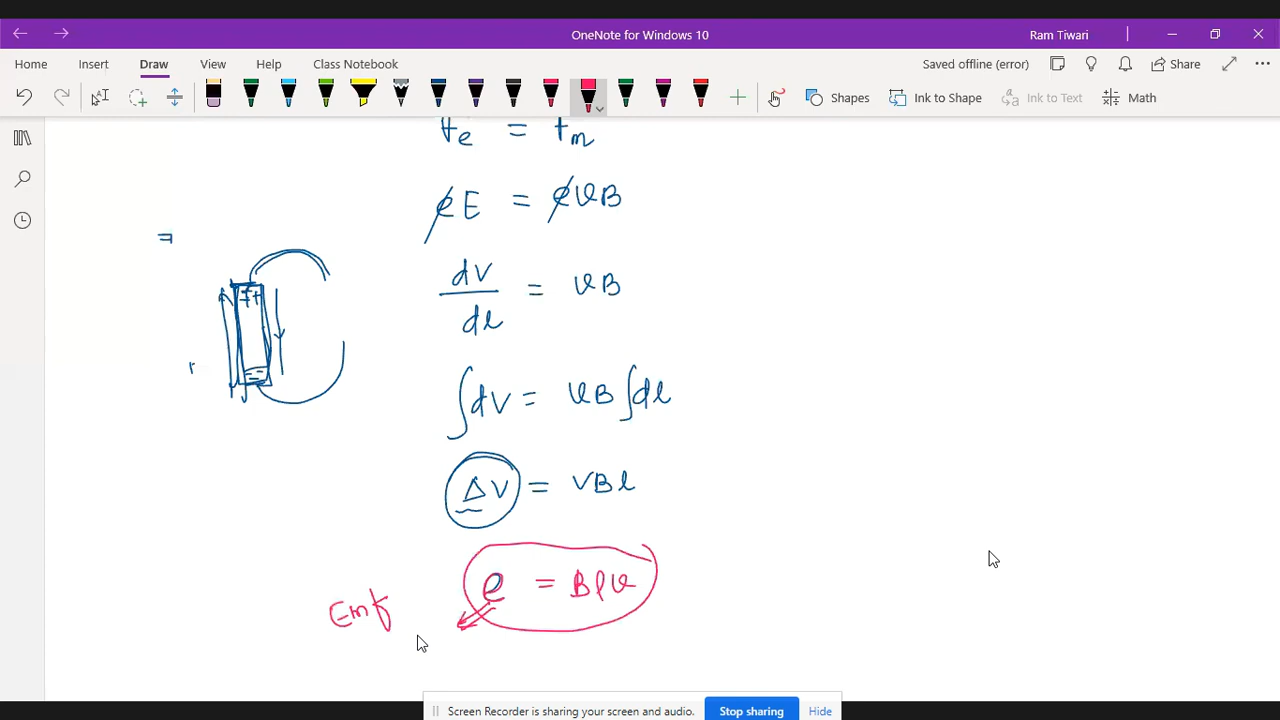 OneNote for Windows 10
Ram Tiwari
Home Insert Draw View Help Class Notebook
Saved offline (error)
Share
Shapes
Ink to Shape
Ink to Text
Math
Fe = Fm
eE = evB
=
dV/dl = vB
++
∫dV = vB∫dl
ΔV = VBl
e = Blv
Emf
Screen Recorder is sharing your screen and audio.
Stop sharing
Hide